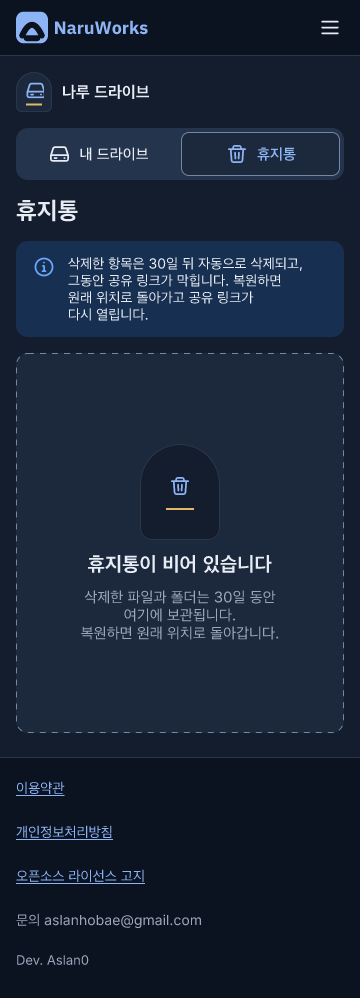 NaruWorks
나루 드라이브
내 드라이브
휴지통
휴지통
삭제한 항목은 30일 뒤 자동으로 삭제되고,
그동안 공유 링크가 막힙니다. 복원하면
원래 위치로 돌아가고 공유 링크가
다시 열립니다.
휴지통이 비어 있습니다
삭제한 파일과 폴더는 30일 동안
여기에 보관됩니다.
복원하면 원래 위치로 돌아갑니다.
이용약관
개인정보처리방침
오픈소스 라이선스 고지
문의 aslanhobae@gmail.com
Dev. Aslan0